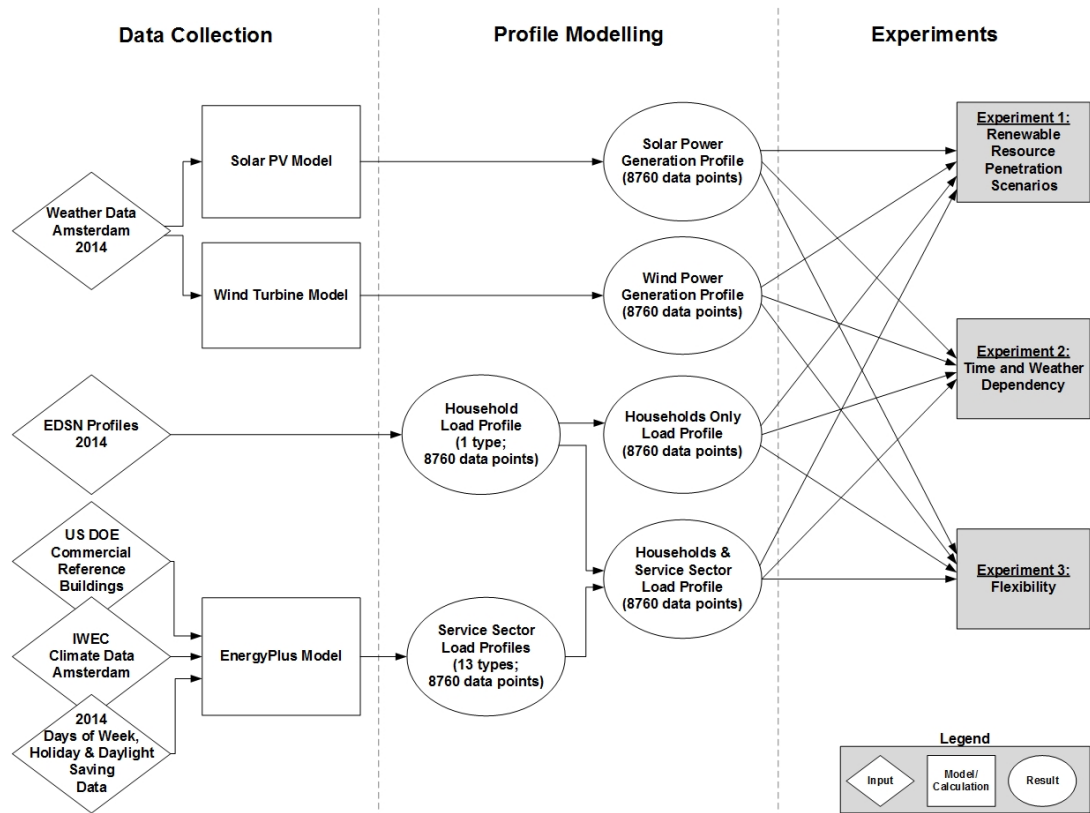 Data Collection
Profile Modelling
Experiments
Weather Data
Amsterdam
2014
Solar PV Model
Wind Turbine Model
Solar Power
Generation Profile
(8760 data points)
Wind Power
Generation Profile
(8760 data points)
Experiment 1:
Renewable
Resource
Penetration
Scenarios
Experiment 2:
Time and Weather
Dependency
EDSN Profiles
2014
Household
Load Profile
(1 type;
8760 data points)
Households Only
Load Profile
(8760 data points)
US DOE
Commercial
Reference
Buildings
IWEC
Climate Data
Amsterdam
2014
Days of Week,
Holiday & Daylight
Saving
Data
EnergyPlus Model
Service Sector
Load Profiles
(13 types;
8760 data points)
Households &
Service Sector
Load Profile
(8760 data points)
Experiment 3:
Flexibility
Legend
Input
Model/
Calculation
Result